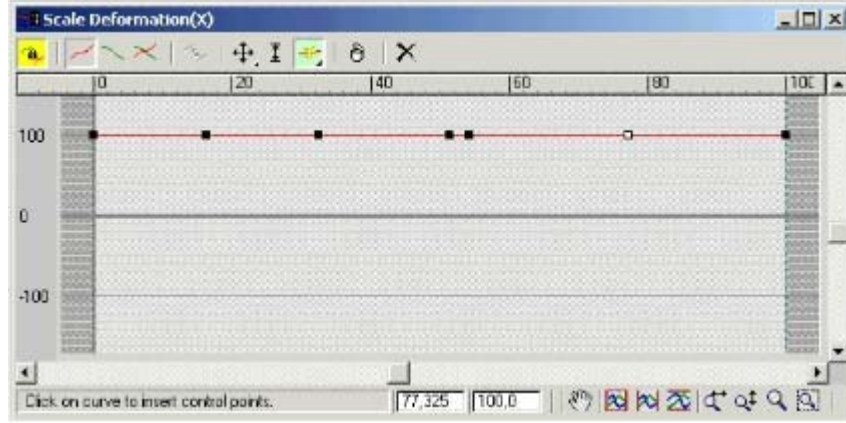 Scale Deformation(X)
0 20 40 60 80 100
100
0
-100
Click on curve to insert control points. 77,325 100,0